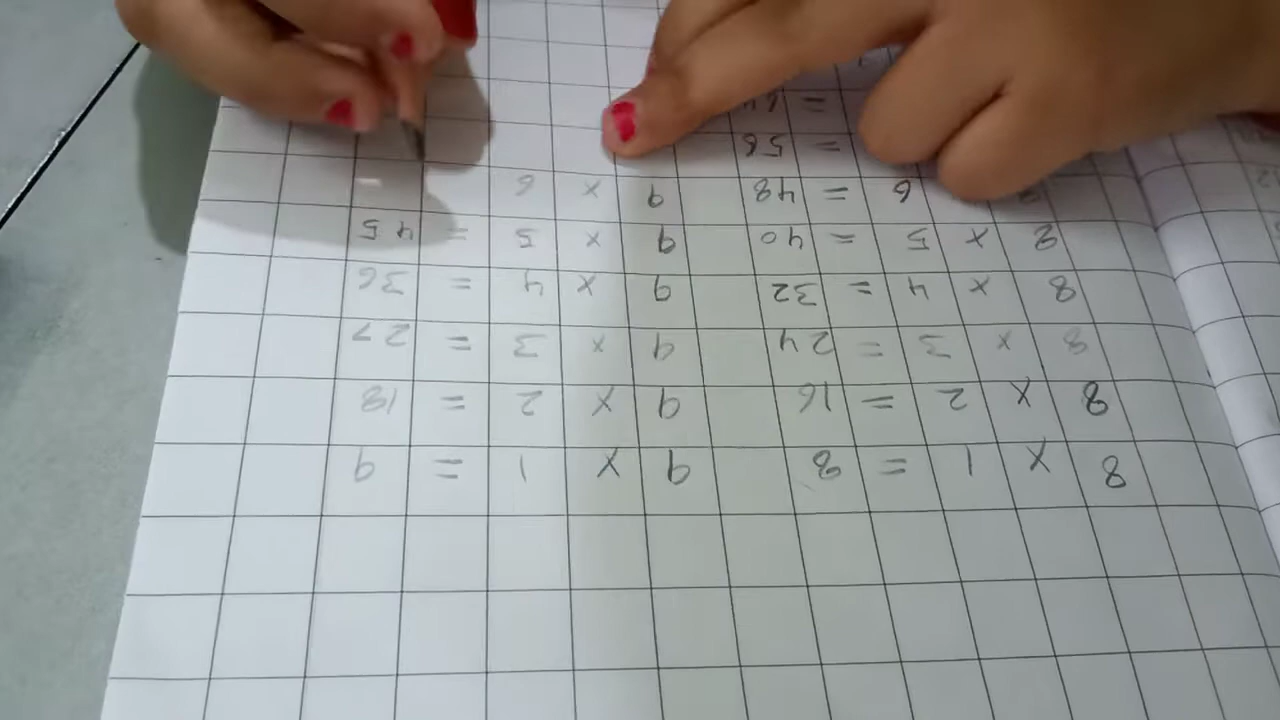 8 x 1 = 8 9 x 1 = 9
8 x 2 = 16 9 x 2 = 18
8 x 3 = 24 9 x 3 = 27
8 x 4 = 32 9 x 4 = 36
8 x 5 = 40 9 x 5 = 45
6 = 48 9 x 6
= 56
= 64